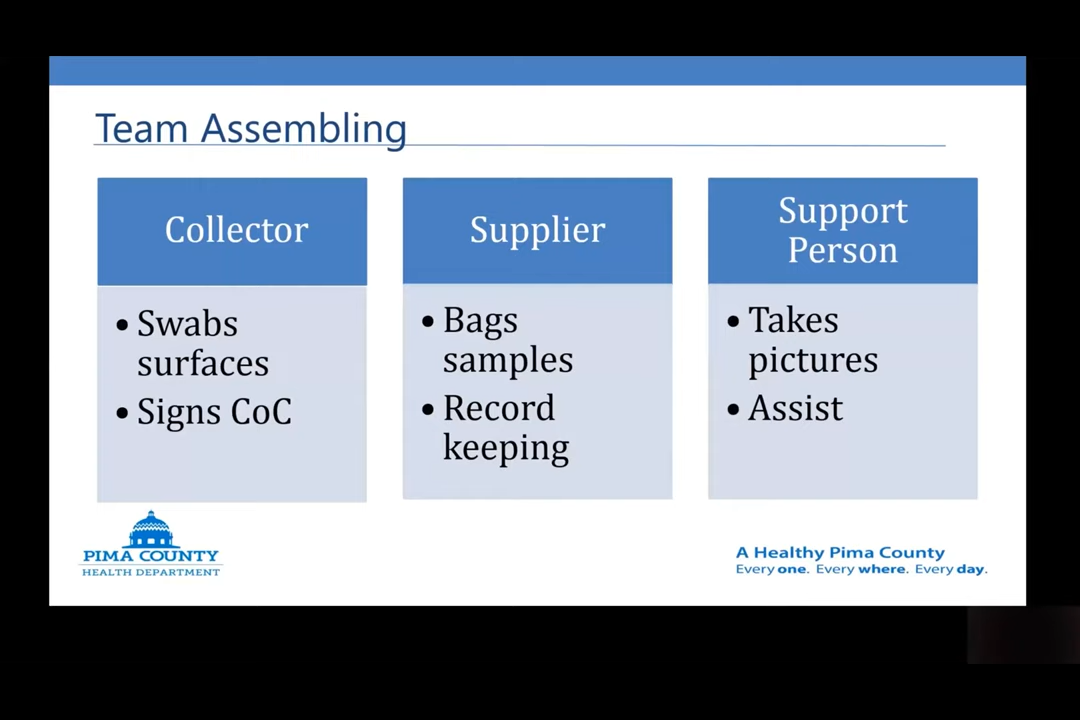 Team Assembling
Collector
• Swabs
surfaces
• Signs CoC
Supplier
• Bags
samples
• Record
keeping
Support
Person
• Takes
pictures
• Assist
PIMA COUNTY
HEALTH DEPARTMENT
A Healthy Pima County
Every one. Every where. Every day.